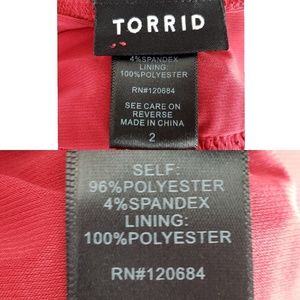 TORRID
4%SPANDEX
LINING:
100%POLYESTER
RN#120684
SEE CARE ON
REVERSE
MADE IN CHINA
2
SELF:
96%POLYESTER
4%SPANDEX
LINING:
100%POLYESTER
RN#120684